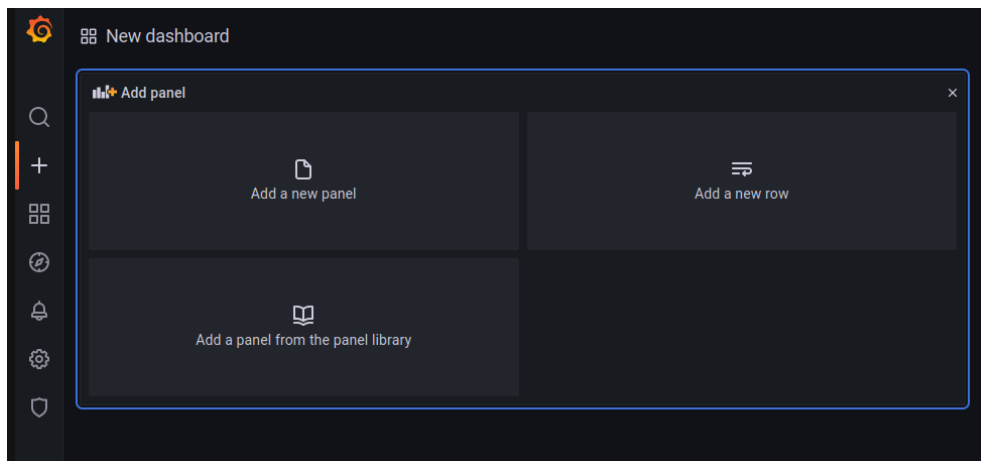 New dashboard
Add panel
Add a new panel
Add a new row
Add a panel from the panel library